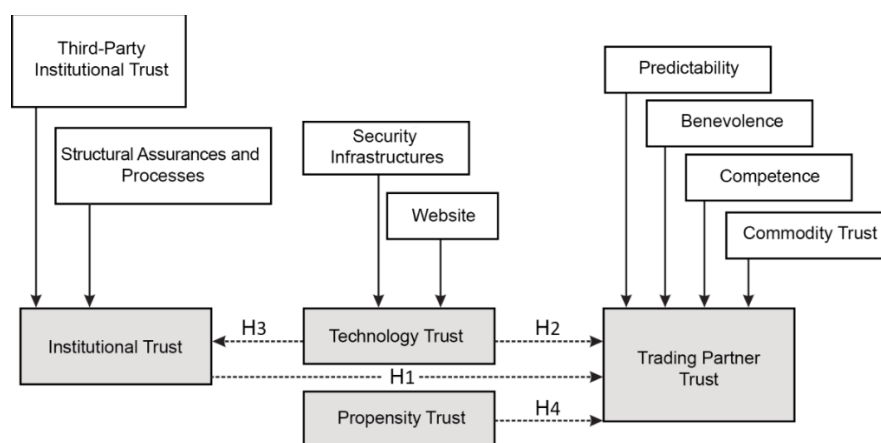 Third-Party
Institutional Trust
Structural Assurances and
Processes
Security
Infrastructures
Website
Predictability
Benevolence
Competence
Commodity Trust
Institutional Trust
H3
Technology Trust
H2
Trading Partner
Trust
H1
Propensity Trust
H4